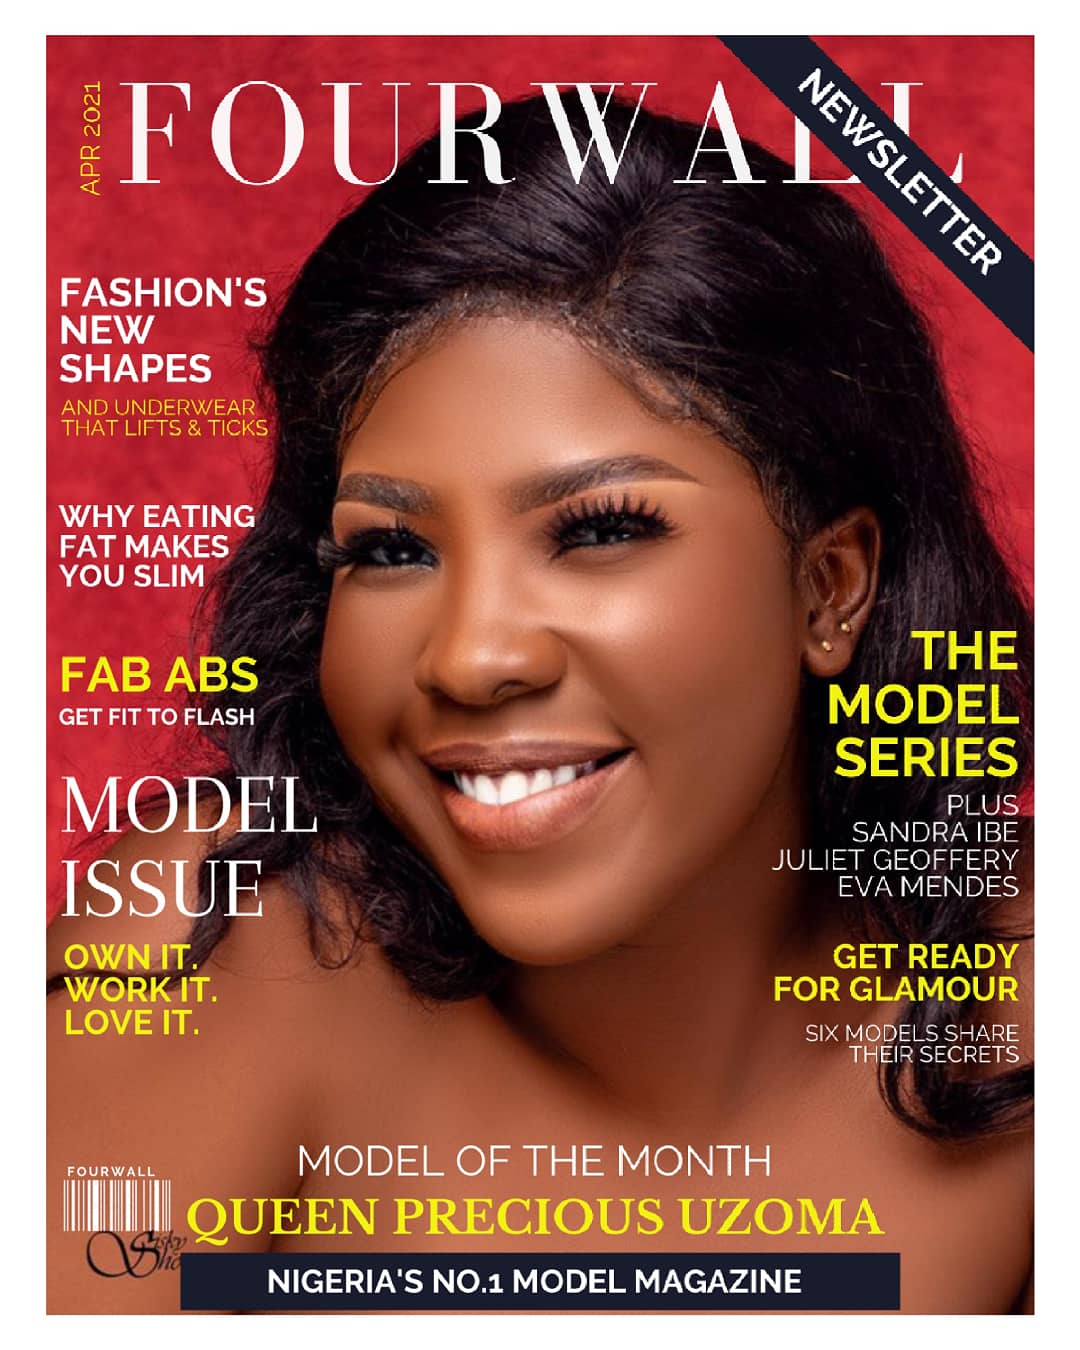 APR 2021
FOURWALL
NEWSLETTER
FASHION'S
NEW
SHAPES
AND UNDERWEAR
THAT LIFTS & TICKS
WHY EATING
FAT MAKES
YOU SLIM
FAB ABS
GET FIT TO FLASH
MODEL
ISSUE
OWN IT.
WORK IT.
LOVE IT.
THE
MODEL
SERIES
PLUS
SANDRA IBE
JULIET GEOFFERY
EVA MENDES
GET READY
FOR GLAMOUR
SIX MODELS SHARE
THEIR SECRETS
MODEL OF THE MONTH
QUEEN PRECIOUS UZOMA
FOURWALL
NIGERIA'S NO.1 MODEL MAGAZINE